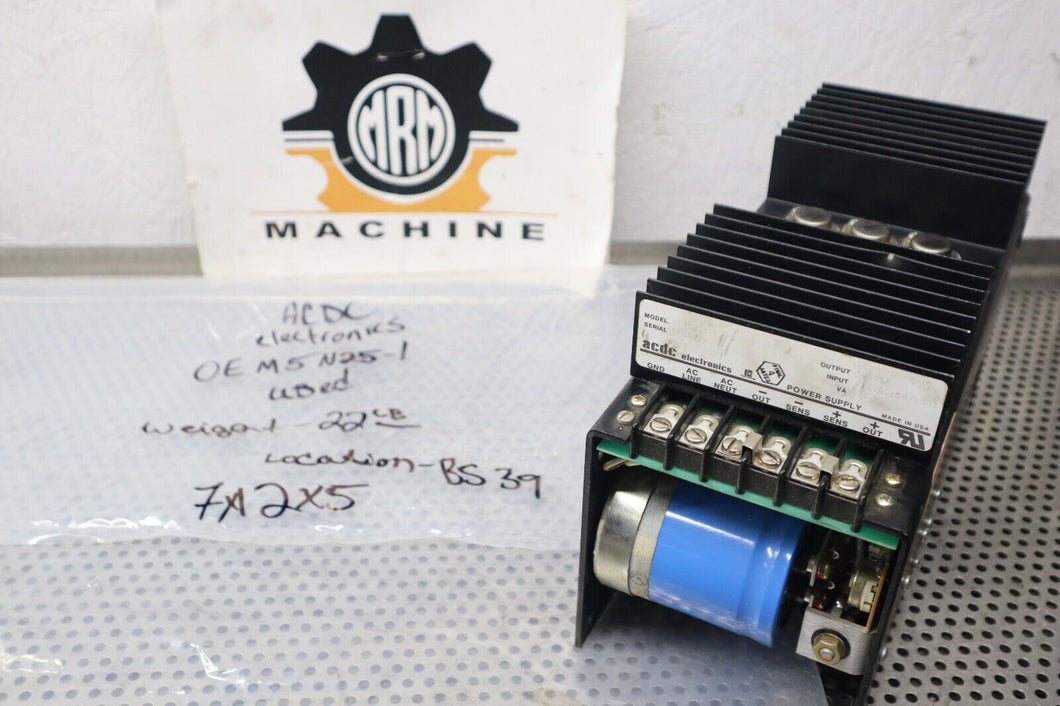 MRM
MACHINE
ACDC
electronics
OEM5N25-1
used
weight 22LB
Location-BS39
7X2X5
MODEL
SERIAL
acdc electronics
OUTPUT
INPUT
VA
POWER SUPPLY
MADE IN USA
GND AC LINE AC NEUT - OUT - SENS + SENS + OUT